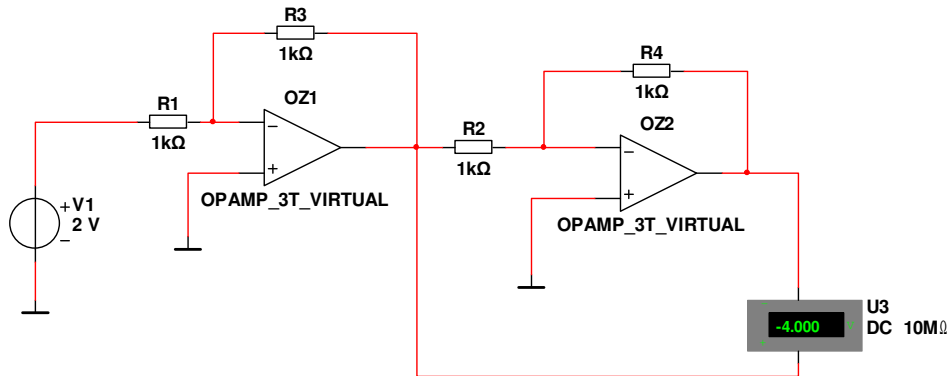 R3
1kΩ
R4
1kΩ
OZ1
R1
1kΩ
−
+
OPAMP_3T_VIRTUAL
R2
1kΩ
OZ2
−
+
OPAMP_3T_VIRTUAL
+
V1
2 V
−
U3
-4.000
V
DC 10MΩ
+